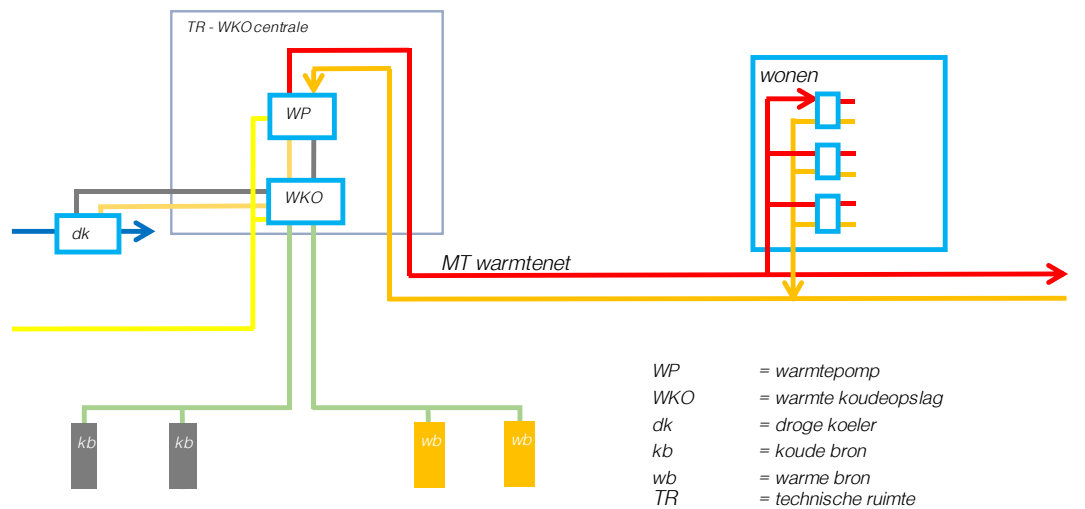 TR - WKO centrale
wonen
WP
WKO
dk
MT warmtenet
WP = warmtepomp
WKO = warmte koudeopslag
dk = droge koeler
kb = koude bron
wb = warme bron
TR = technische ruimte
kb kb wb wb